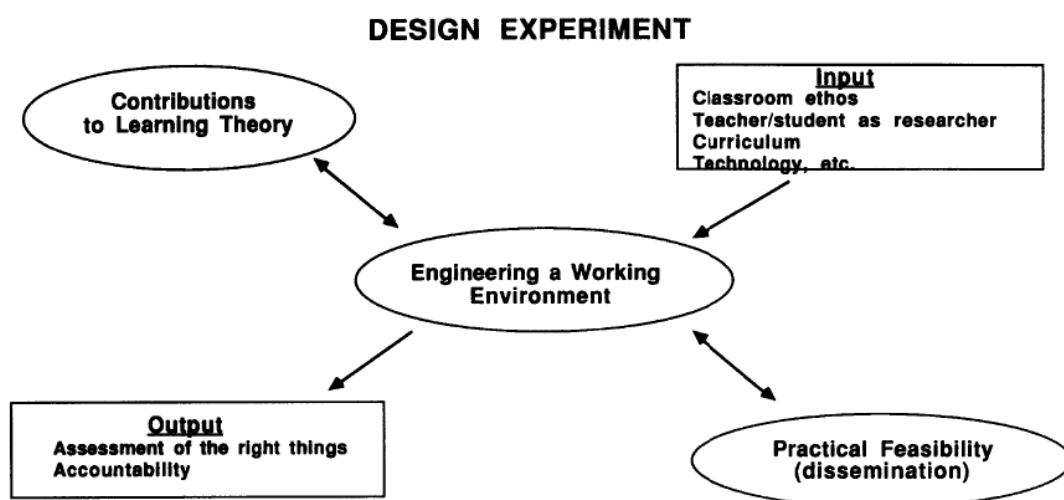 DESIGN EXPERIMENT
Contributions
to Learning Theory
Input
Classroom ethos
Teacher/student as researcher
Curriculum
Technology, etc.
Engineering a Working
Environment
Output
Assessment of the right things
Accountability
Practical Feasibility
(dissemination)